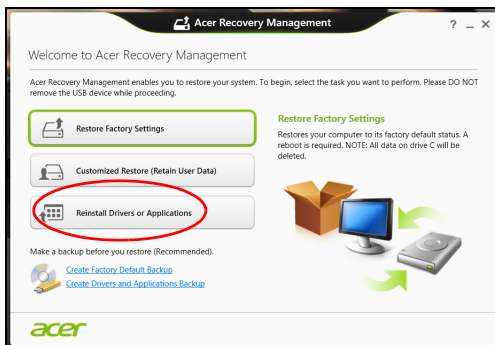 Acer Recovery Management
? _ ×
Welcome to Acer Recovery Management
Acer Recovery Management enables you to restore your system. To begin, select the task you want to perform. Please DO NOT
remove the USB device while proceeding.
Restore Factory Settings
Customized Restore (Retain User Data)
Reinstall Drivers or Applications
Restore Factory Settings
Restores your computer to its factory default status. A
reboot is required. NOTE: All data on drive C will be
deleted.
Make a backup before you restore (Recommended).
Create Factory Default Backup
Create Drivers and Applications Backup
acer